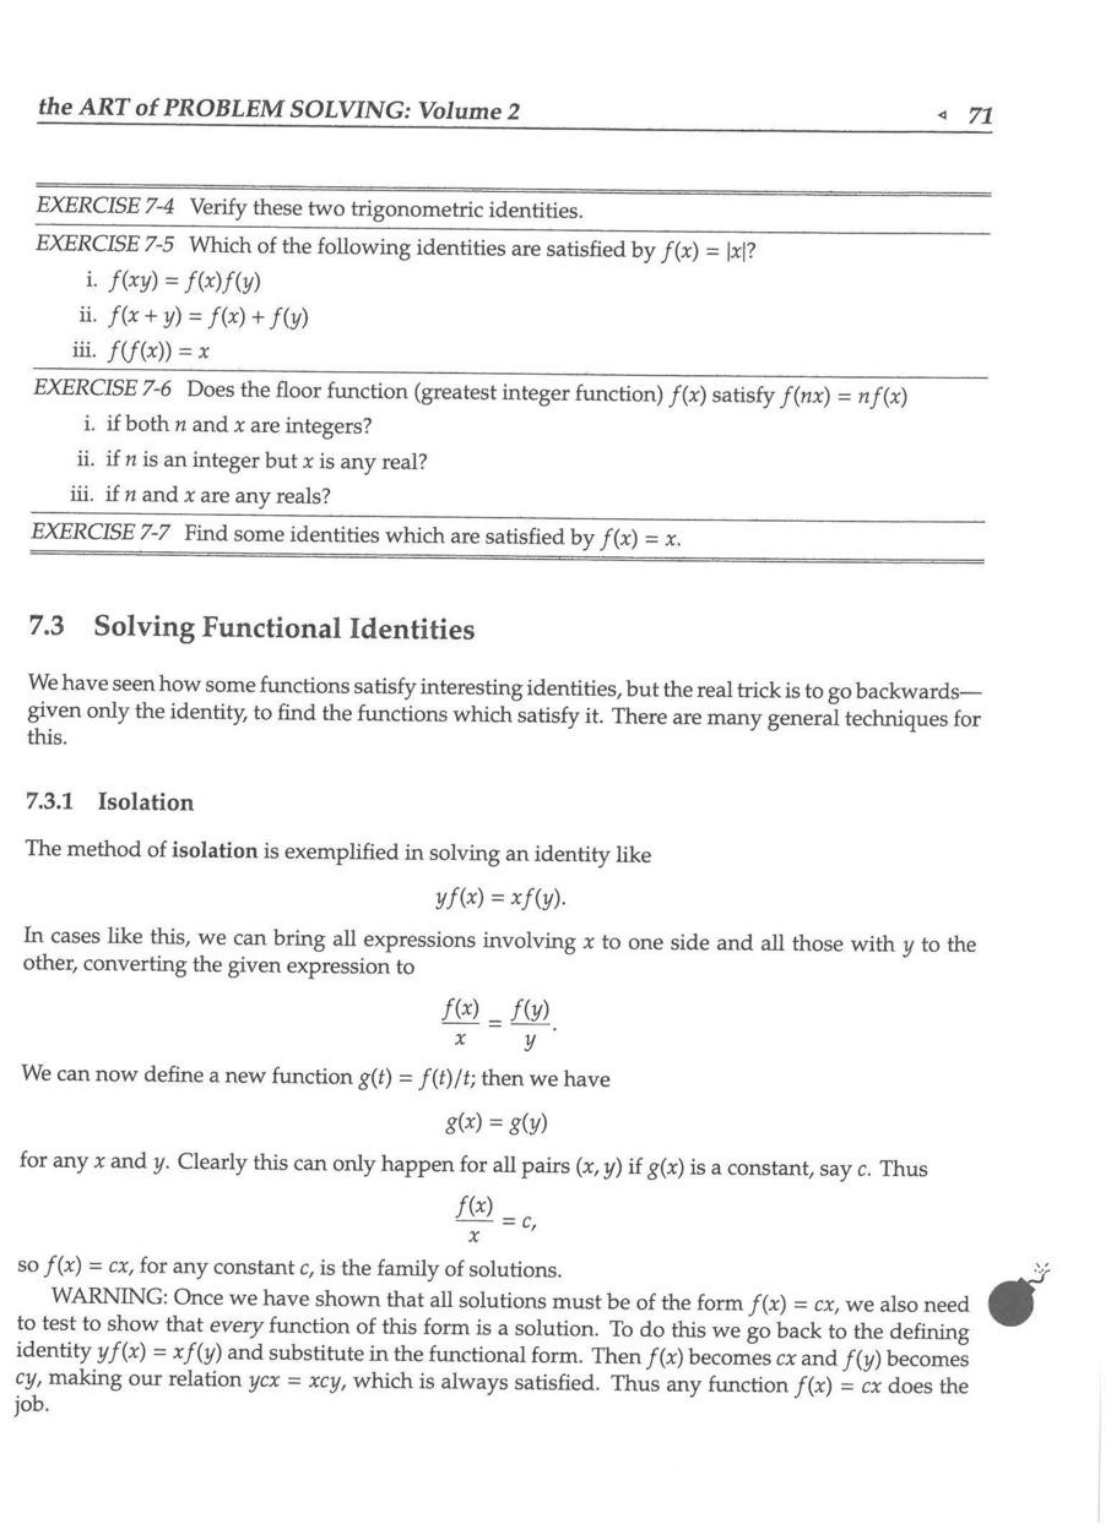 the ART of PROBLEM SOLVING: Volume 2 ◁ 71
EXERCISE 7-4 Verify these two trigonometric identities.
EXERCISE 7-5 Which of the following identities are satisfied by f(x) = |x|?
i. f(xy) = f(x)f(y)
ii. f(x + y) = f(x) + f(y)
iii. f(f(x)) = x
EXERCISE 7-6 Does the floor function (greatest integer function) f(x) satisfy f(nx) = nf(x)
i. if both n and x are integers?
ii. if n is an integer but x is any real?
iii. if n and x are any reals?
EXERCISE 7-7 Find some identities which are satisfied by f(x) = x.
7.3 Solving Functional Identities
We have seen how some functions satisfy interesting identities, but the real trick is to go backwards—
given only the identity, to find the functions which satisfy it. There are many general techniques for
this.
7.3.1 Isolation
The method of isolation is exemplified in solving an identity like
yf(x) = xf(y).
In cases like this, we can bring all expressions involving x to one side and all those with y to the
other, converting the given expression to
f(x)/x = f(y)/y.
We can now define a new function g(t) = f(t)/t; then we have
g(x) = g(y)
for any x and y. Clearly this can only happen for all pairs (x, y) if g(x) is a constant, say c. Thus
f(x)/x = c,
so f(x) = cx, for any constant c, is the family of solutions.
WARNING: Once we have shown that all solutions must be of the form f(x) = cx, we also need
to test to show that every function of this form is a solution. To do this we go back to the defining
identity yf(x) = xf(y) and substitute in the functional form. Then f(x) becomes cx and f(y) becomes
cy, making our relation ycx = xcy, which is always satisfied. Thus any function f(x) = cx does the
job.